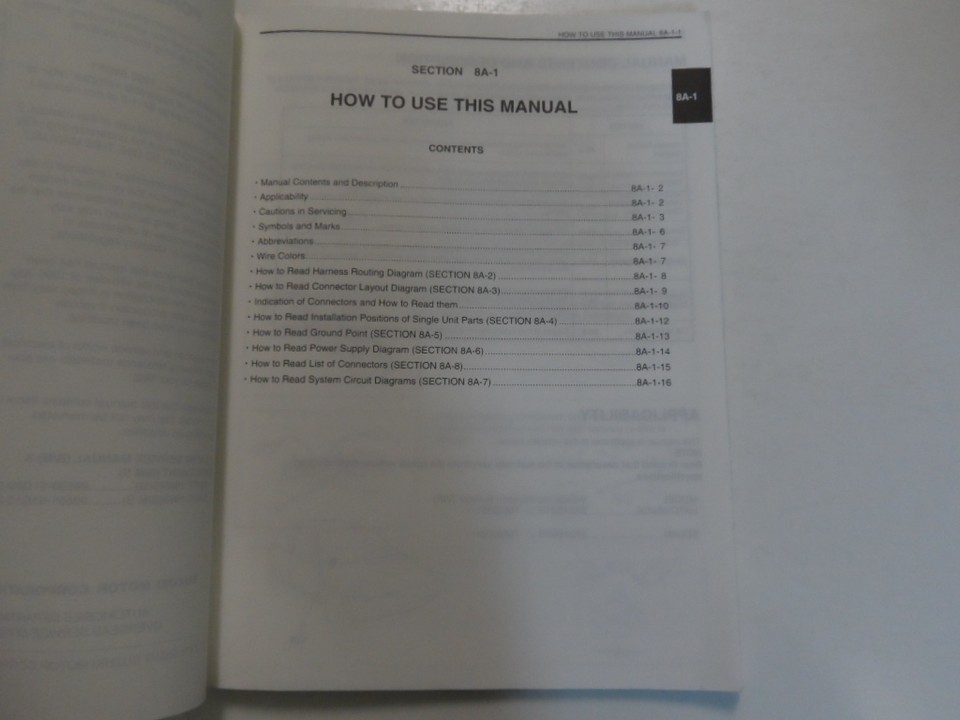 HOW TO USE THIS MANUAL 8A-1-1
SECTION 8A-1
8A-1
HOW TO USE THIS MANUAL
CONTENTS
• Manual Contents and Description 8A-1- 2
• Applicability 8A-1- 2
• Cautions in Servicing 8A-1- 3
• Symbols and Marks 8A-1- 6
• Abbreviations 8A-1- 7
• Wire Colors 8A-1- 7
• How to Read Harness Routing Diagram (SECTION 8A-2) 8A-1- 8
• How to Read Connector Layout Diagram (SECTION 8A-3) 8A-1- 9
• Indication of Connectors and How to Read them 8A-1-10
• How to Read Installation Positions of Single Unit Parts (SECTION 8A-4) 8A-1-12
• How to Read Ground Point (SECTION 8A-5) 8A-1-13
• How to Read Power Supply Diagram (SECTION 8A-6) 8A-1-14
• How to Read List of Connectors (SECTION 8A-8) 8A-1-15
• How to Read System Circuit Diagrams (SECTION 8A-7) 8A-1-16